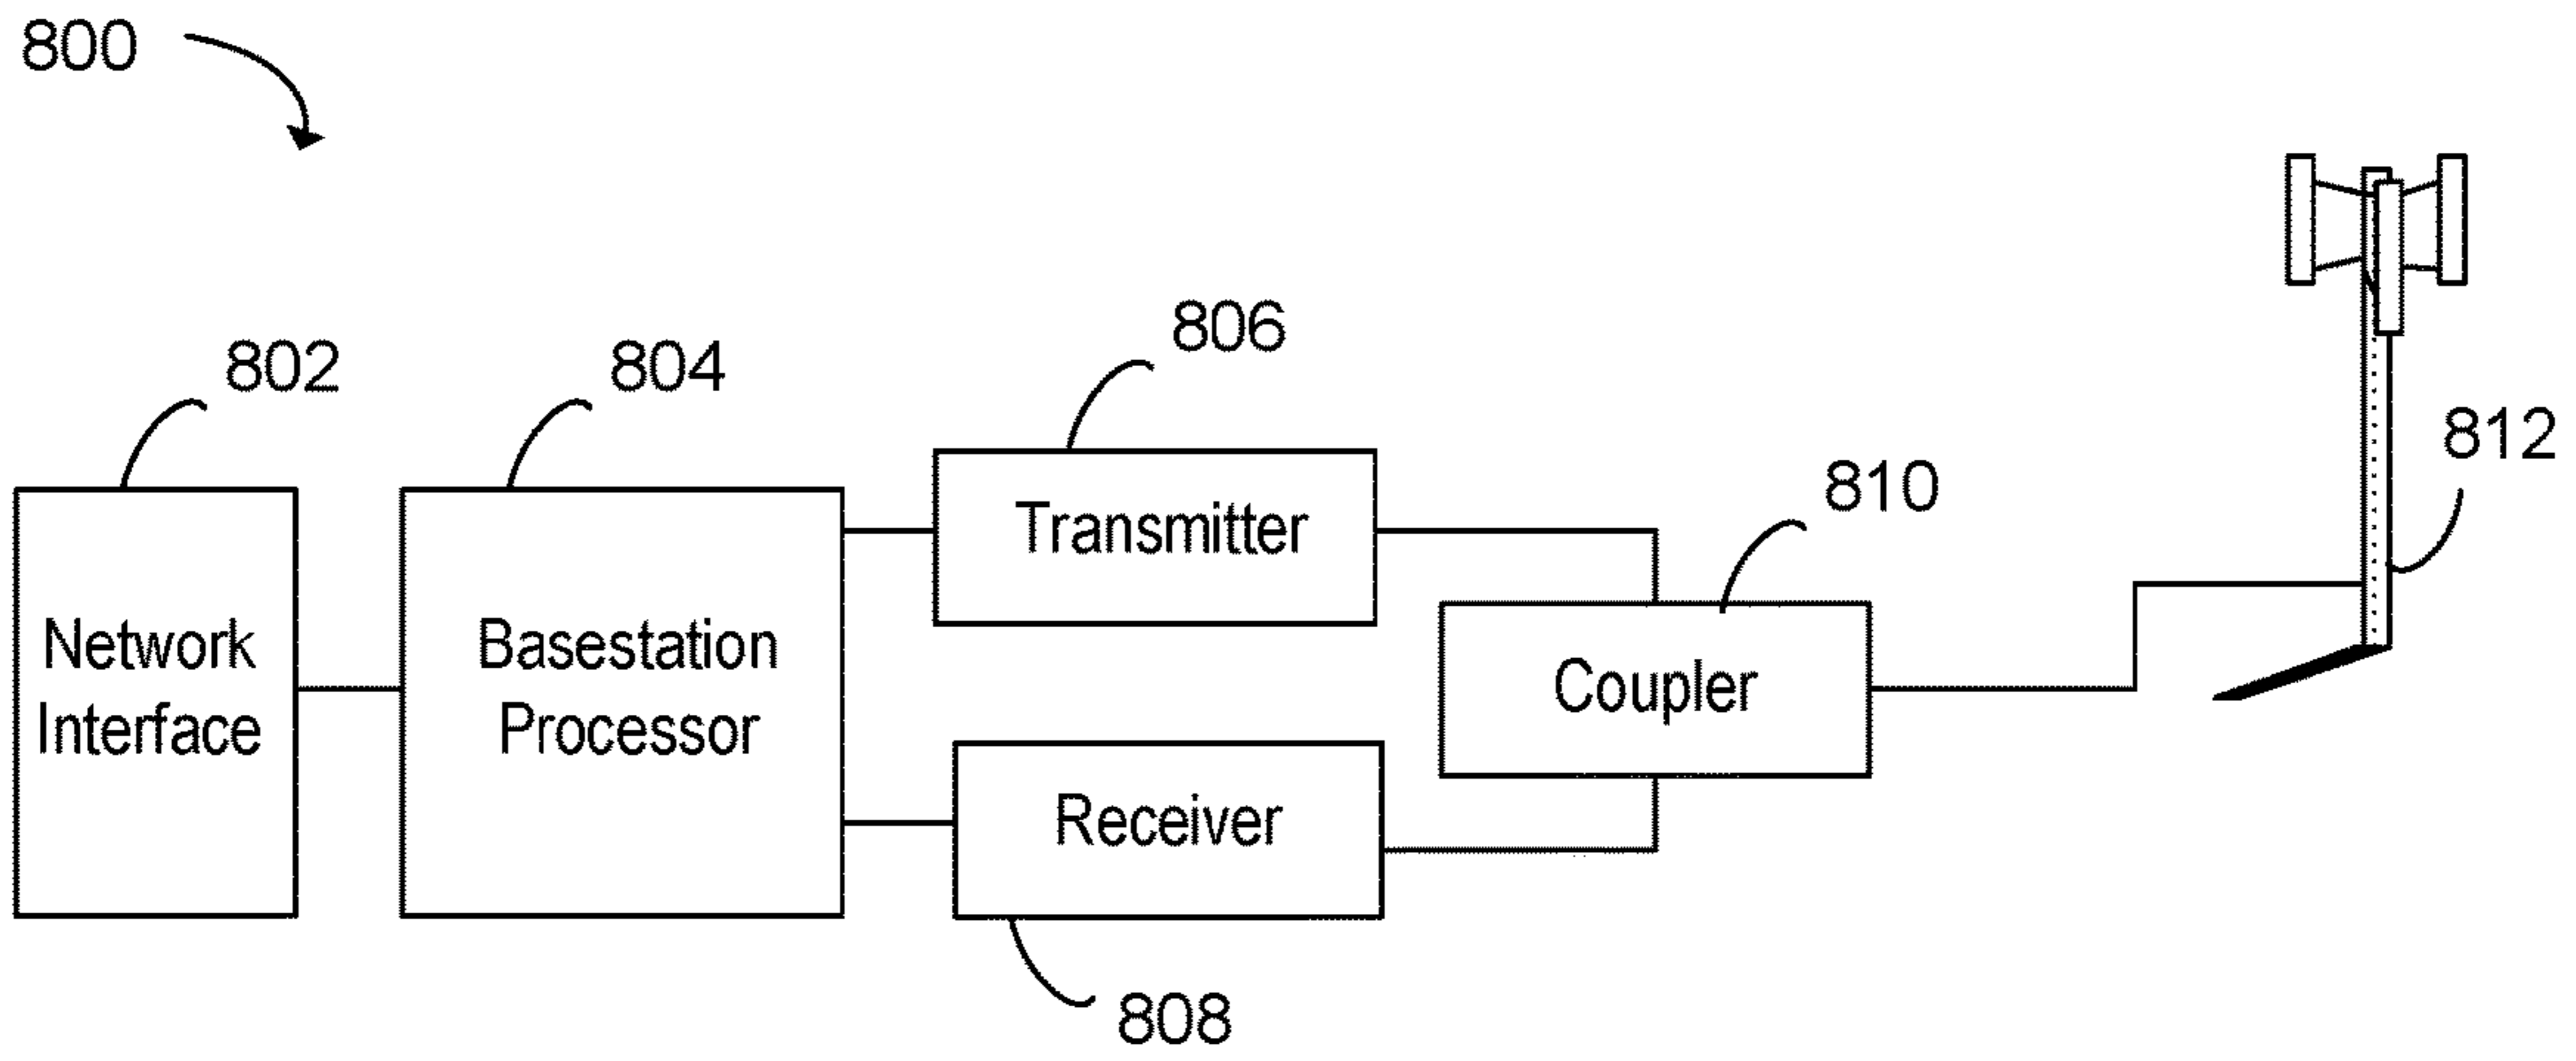 800
802
804
806
810
812
Network
Interface
Basestation
Processor
Transmitter
Receiver
Coupler
808